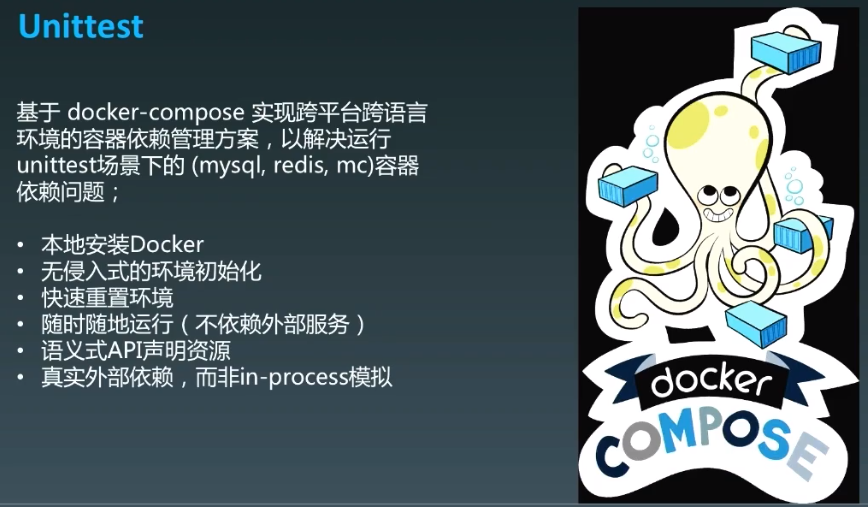 Unittest
基于 docker-compose 实现跨平台跨语言
环境的容器依赖管理方案，以解决运行
unittest场景下的 (mysql, redis, mc)容器
依赖问题；
• 本地安装Docker
• 无侵入式的环境初始化
• 快速重置环境
• 随时随地运行（不依赖外部服务）
• 语义式API声明资源
• 真实外部依赖，而非in-process模拟
docker
COMPOSE